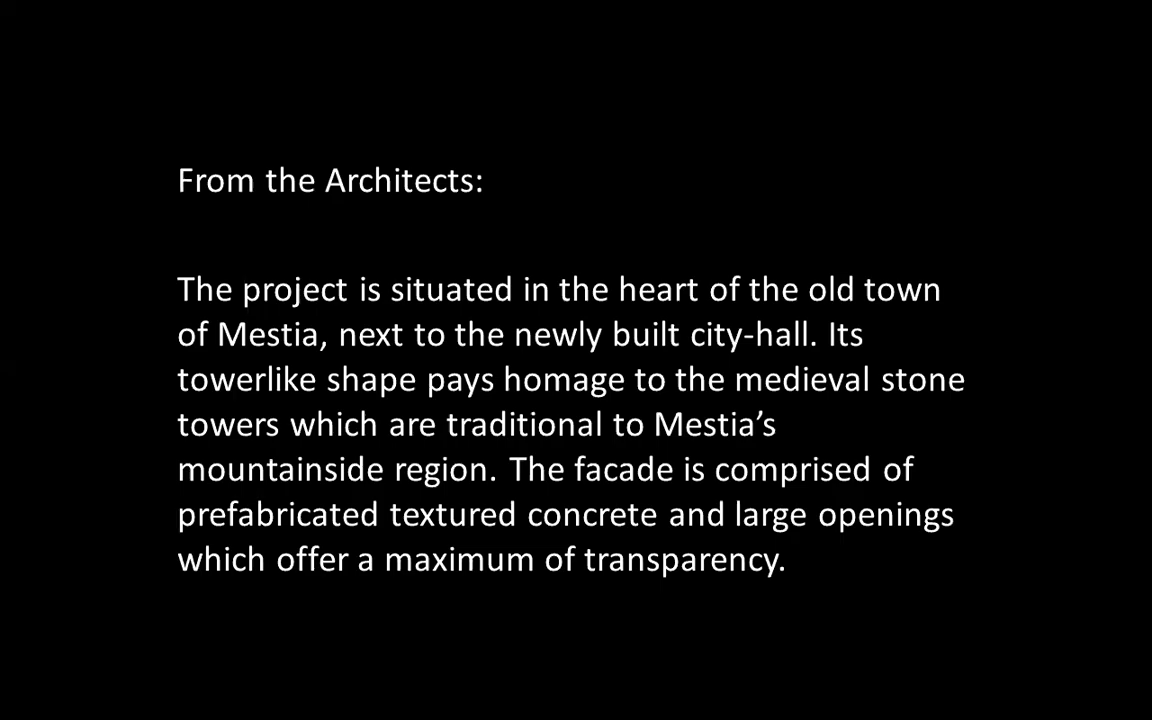 From the Architects:
The project is situated in the heart of the old town
of Mestia, next to the newly built city-hall. Its
towerlike shape pays homage to the medieval stone
towers which are traditional to Mestia’s
mountainside region. The facade is comprised of
prefabricated textured concrete and large openings
which offer a maximum of transparency.